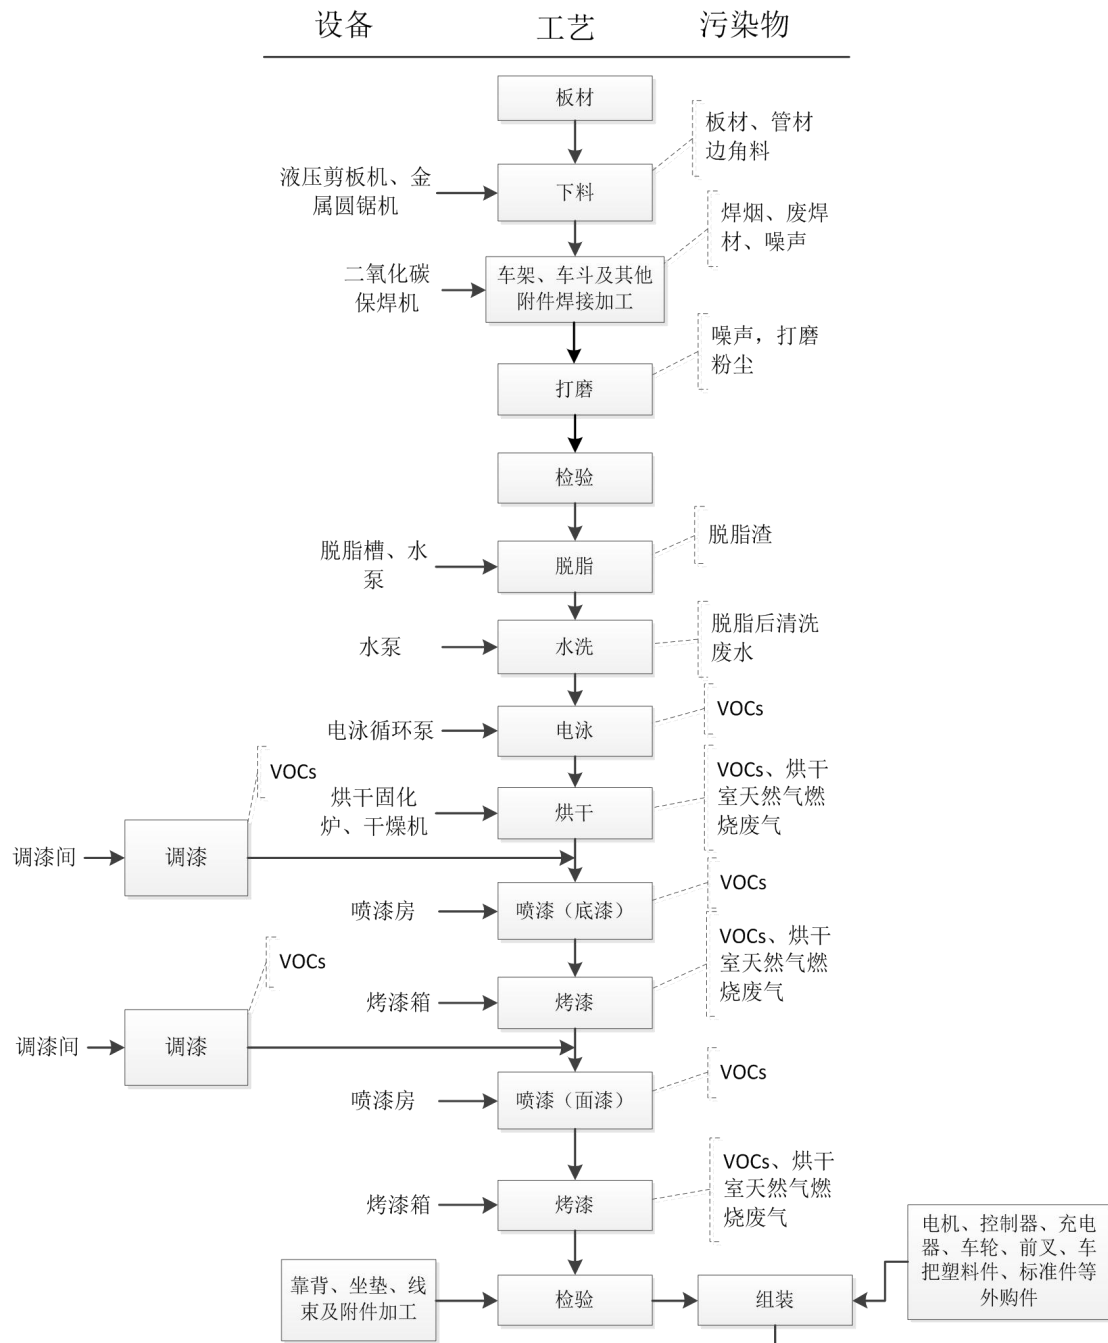 设备 工艺 污染物
板材
板材、管材
边角料
液压剪板机、金
属圆锯机
下料
焊烟、废焊
材、噪声
二氧化碳
保焊机
车架、车斗及其他
附件焊接加工
噪声，打磨
粉尘
打磨
检验
脱脂渣
脱脂槽、水
泵
脱脂
脱脂后清洗
废水
水泵
水洗
VOCs
电泳循环泵
电泳
VOCs
VOCs、烘干
室天然气燃
烧废气
烘干固化
炉、干燥机
烘干
调漆间
调漆
VOCs
喷漆房
喷漆（底漆）
VOCs
VOCs、烘干
室天然气燃
烧废气
烤漆箱
烤漆
调漆间
调漆
VOCs
喷漆房
喷漆（面漆）
VOCs、烘干
室天然气燃
烧废气
烤漆箱
烤漆
电机、控制器、充电
器、车轮、前叉、车
把塑料件、标准件等
外购件
靠背、坐垫、线
束及附件加工
检验
组装